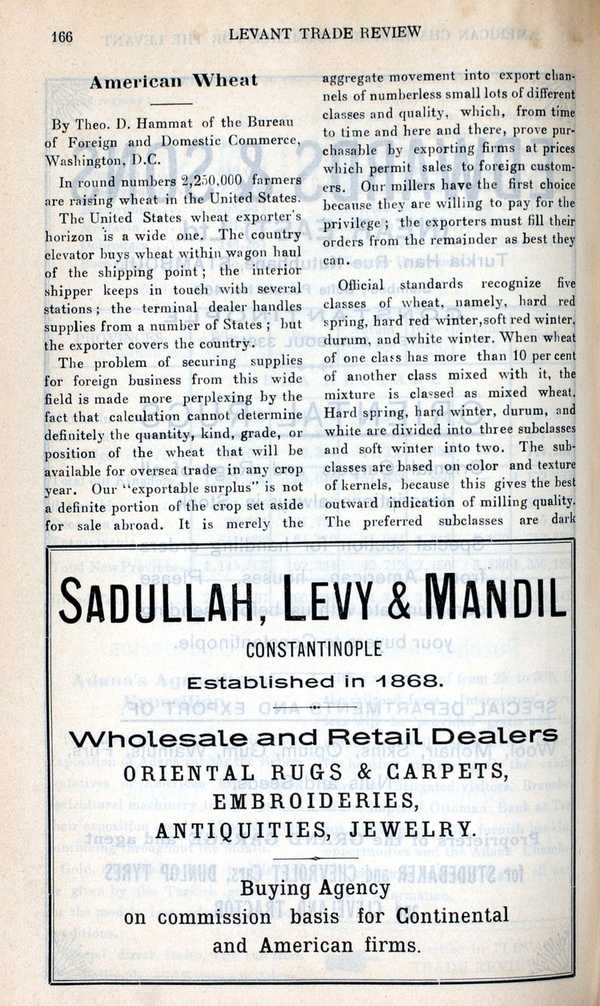 166
LEVANT TRADE REVIEW
American Wheat
By Theo. D. Hammat of the Bureau
of Foreign and Domestic Commerce,
Washington, D.C.
In round numbers 2,250,000 farmers
are raising wheat in the United States.
The United States wheat exporter's
horizon is a wide one. The country
elevator buys wheat within wagon haul
of the shipping point; the interior
shipper keeps in touch with several
stations; the terminal dealer handles
supplies from a number of States; but
the exporter covers the country.
The problem of securing supplies
for foreign business from this wide
field is made more perplexing by the
fact that calculation cannot determine
definitely the quantity, kind, grade, or
position of the wheat that will be
available for oversea trade in any crop
year. Our "exportable surplus" is not
a definite portion of the crop set aside
for sale abroad. It is merely the
aggregate movement into export chan-
nels of numberless small lots of different
classes and quality, which, from time
to time and here and there, prove pur-
chasable by exporting firms at prices
which permit sales to foreign custom-
ers. Our millers have the first choice
because they are willing to pay for the
privilege; the exporters must fill their
orders from the remainder as best they
can.
Official standards recognize five
classes of wheat, namely, hard red
spring, hard red winter, soft red winter,
durum, and white winter. When wheat
of one class has more than 10 per cent
of another class mixed with it, the
mixture is classed as mixed wheat.
Hard spring, hard winter, durum, and
white are divided into three subclasses
and soft winter into two. The sub-
classes are based on color and texture
of kernels, because this gives the best
outward indication of milling quality.
The preferred subclasses are dark
SADULLAH, LEVY & MANDIL
CONSTANTINOPLE
Established in 1868.
Wholesale and Retail Dealers
ORIENTAL RUGS & CARPETS,
EMBROIDERIES,
ANTIQUITIES, JEWELRY.
Buying Agency
on commission basis for Continental
and American firms.